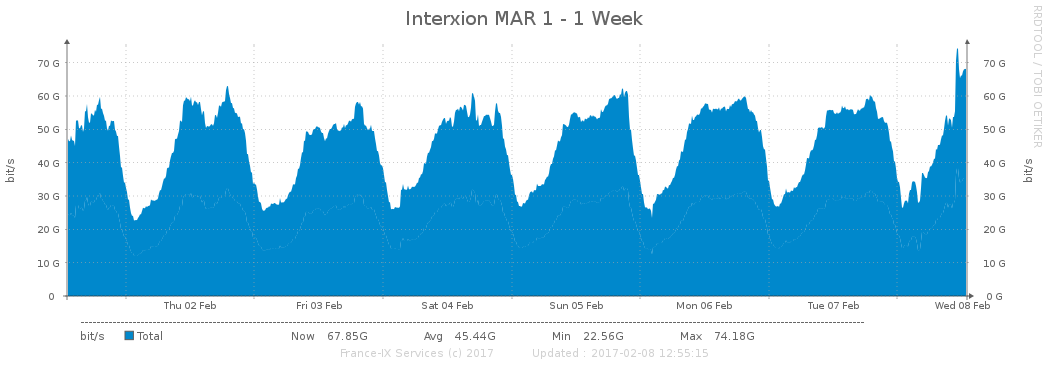 Interxion MAR 1 - 1 Week
RRDTOOL / TOBI OETIKER
bit/s
70 G 70 G
60 G 60 G
50 G 50 G
40 G 40 G
30 G 30 G
20 G 20 G
10 G 10 G
0 0 G
bit/s
Thu 02 Feb Fri 03 Feb Sat 04 Feb Sun 05 Feb Mon 06 Feb Tue 07 Feb Wed 08 Feb
bit/s Total Now 67.85G Avg 45.44G Min 22.56G Max 74.18G
France-IX Services (c) 2017 Updated : 2017-02-08 12:55:15